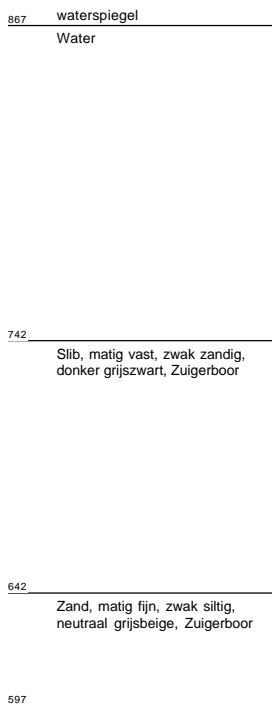 867 waterspiegel
Water
742
Slib, matig vast, zwak zandig,
donker grijszwart, Zuigerboor
642
Zand, matig fijn, zwak siltig,
neutraal grijsbeige, Zuigerboor
597